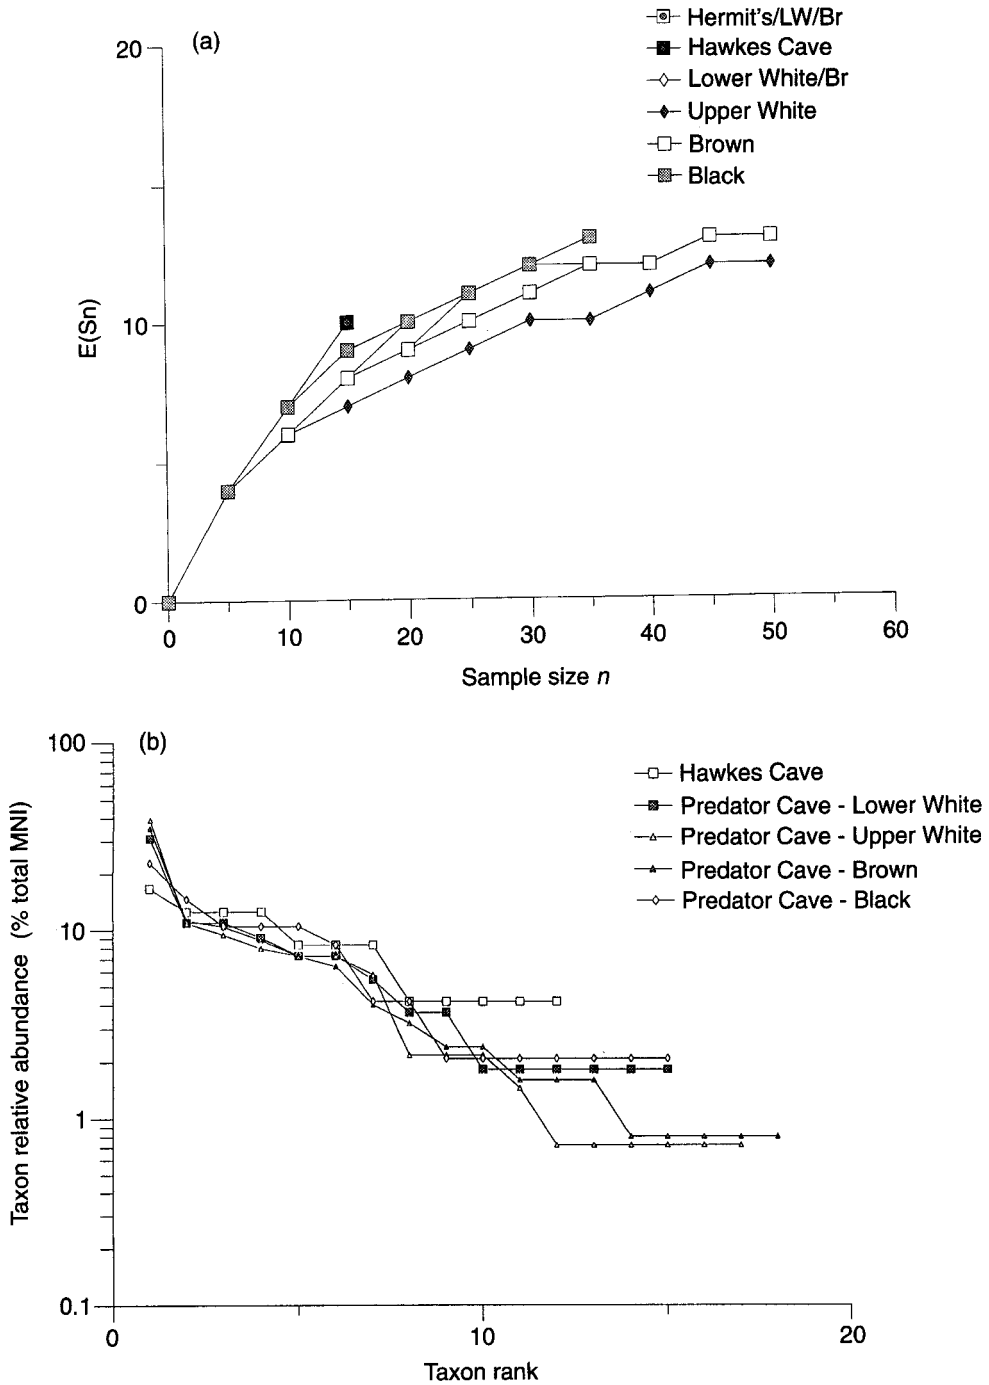 (a)
Hermit's/LW/Br
Hawkes Cave
Lower White/Br
Upper White
Brown
Black
20
10
0
E(Sn)
0 10 20 30 40 50 60
Sample size n
(b)
Hawkes Cave
Predator Cave - Lower White
Predator Cave - Upper White
Predator Cave - Brown
Predator Cave - Black
100
10
1
0.1
Taxon relative abundance (% total MNI)
0 10 20
Taxon rank